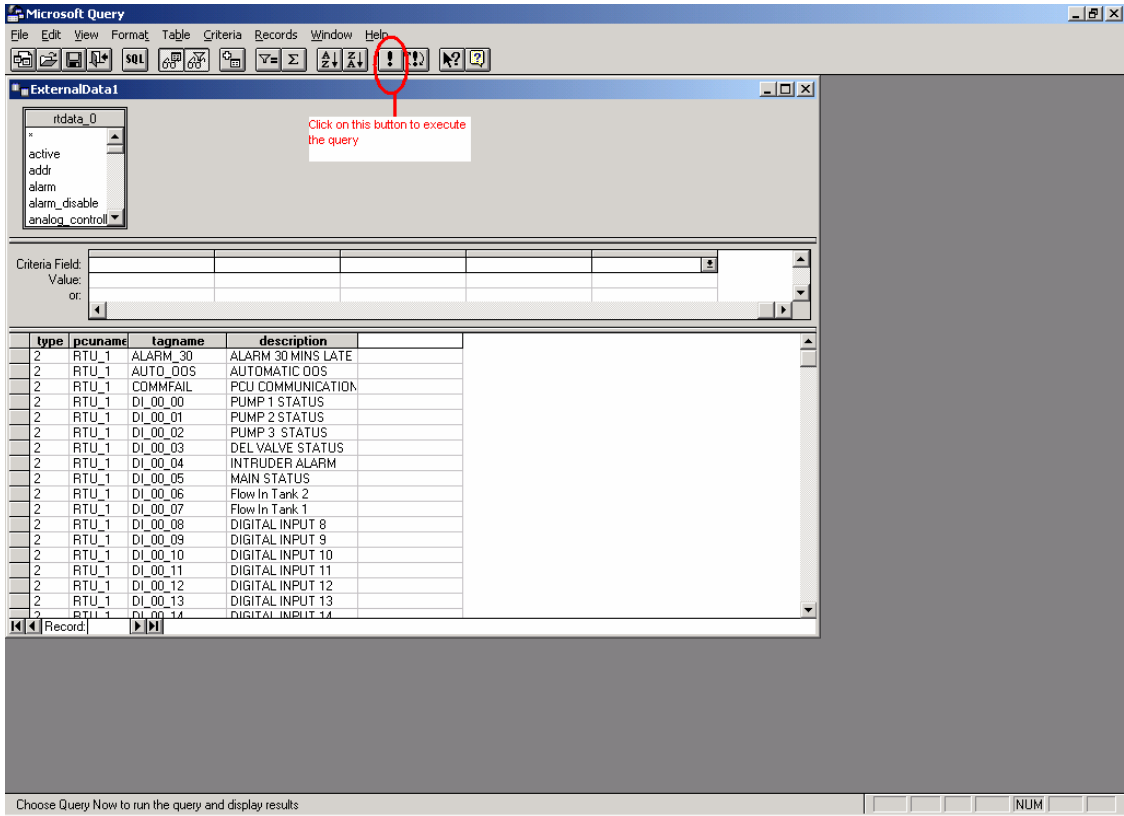 Microsoft Query
File Edit View Format Table Criteria Records Window Help
SQL
ExternalData1
rtdata_0
Click on this button to execute
the query
*
active
addr
alarm
alarm_disable
analog_controll
Criteria Field:
Value:
or:
type pcuname tagname description
2 RTU_1 ALARM_30 ALARM 30 MINS LATE
2 RTU_1 AUTO_OOS AUTOMATIC OOS
2 RTU_1 COMMFAIL PCU COMMUNICATION
2 RTU_1 DI_00_00 PUMP 1 STATUS
2 RTU_1 DI_00_01 PUMP 2 STATUS
2 RTU_1 DI_00_02 PUMP 3 STATUS
2 RTU_1 DI_00_03 DEL VALVE STATUS
2 RTU_1 DI_00_04 INTRUDER ALARM
2 RTU_1 DI_00_05 MAIN STATUS
2 RTU_1 DI_00_06 Flow In Tank 2
2 RTU_1 DI_00_07 Flow In Tank 1
2 RTU_1 DI_00_08 DIGITAL INPUT 8
2 RTU_1 DI_00_09 DIGITAL INPUT 9
2 RTU_1 DI_00_10 DIGITAL INPUT 10
2 RTU_1 DI_00_11 DIGITAL INPUT 11
2 RTU_1 DI_00_12 DIGITAL INPUT 12
2 RTU_1 DI_00_13 DIGITAL INPUT 13
2 RTU_1 DI_00_14 DIGITAL INPUT 14
Record:
Choose Query Now to run the query and display results NUM